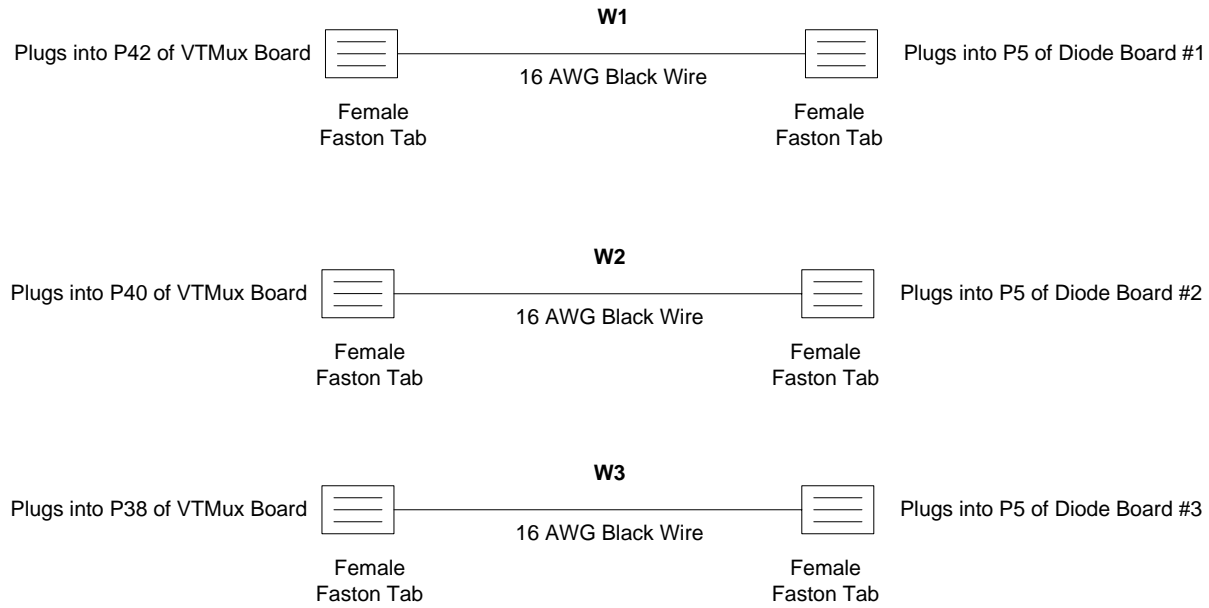 W1
Plugs into P42 of VTMux Board
Plugs into P5 of Diode Board #1
16 AWG Black Wire
Female
Faston Tab
Female
Faston Tab
W2
Plugs into P40 of VTMux Board
Plugs into P5 of Diode Board #2
16 AWG Black Wire
Female
Faston Tab
Female
Faston Tab
W3
Plugs into P38 of VTMux Board
Plugs into P5 of Diode Board #3
16 AWG Black Wire
Female
Faston Tab
Female
Faston Tab